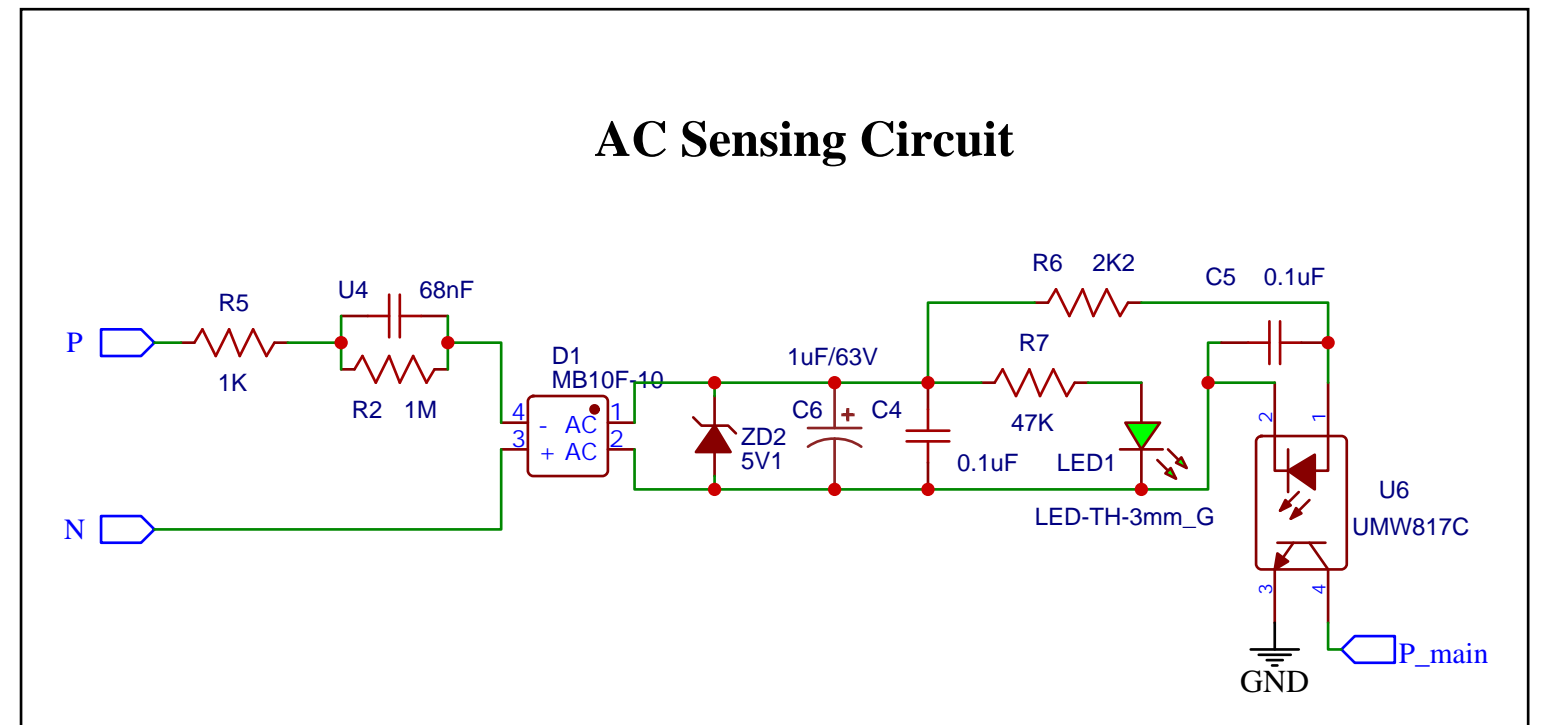 AC Sensing Circuit
R6 2K2
C5 0.1uF
U4 68nF
R5
P
1K
R2 1M
D1
MB10F-10
1uF/63V
R7
C6 + C4
47K
4 - AC 1
3 + AC 2
ZD2
5V1
0.1uF
LED1
2 1
U6
UMW817C
LED-TH-3mm_G
N
3 4
P_main
GND